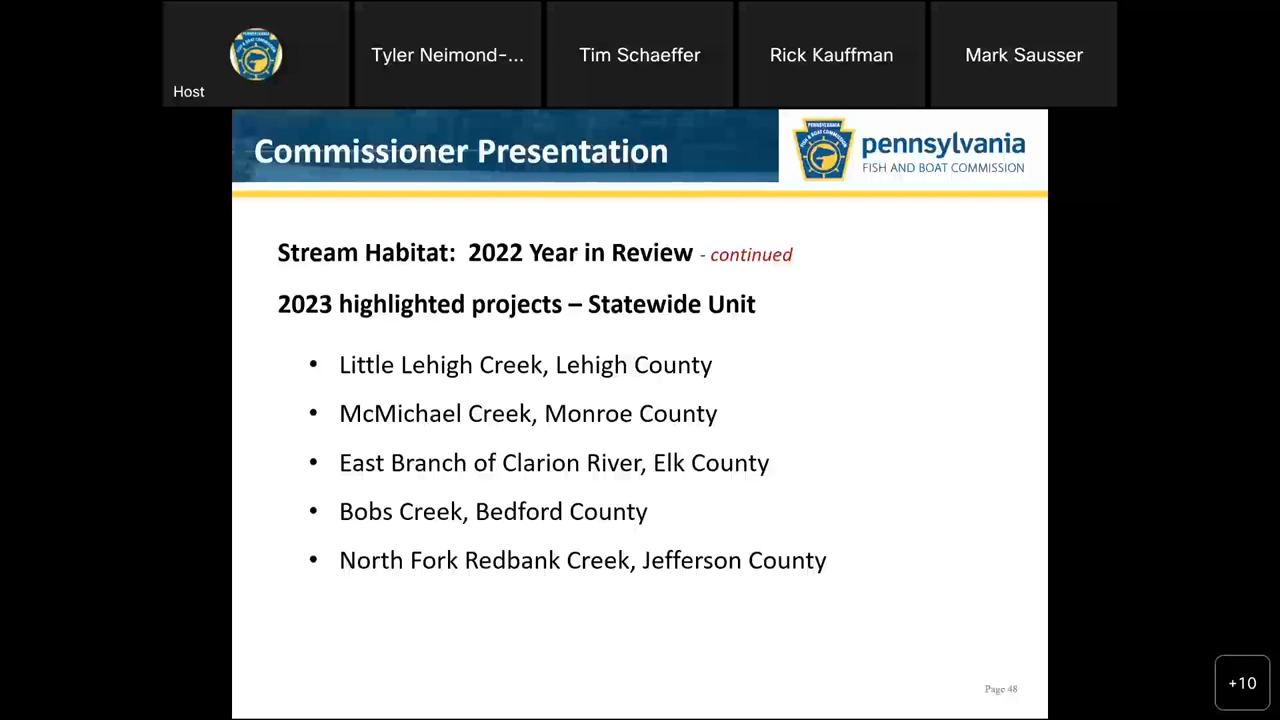 Host
Tyler Neimond-...
Tim Schaeffer
Rick Kauffman
Mark Sausser
Commissioner Presentation
PENNSYLVANIA
pennsylvania
FISH AND BOAT COMMISSION
Stream Habitat: 2022 Year in Review - continued
2023 highlighted projects – Statewide Unit
• Little Lehigh Creek, Lehigh County
• McMichael Creek, Monroe County
• East Branch of Clarion River, Elk County
• Bobs Creek, Bedford County
• North Fork Redbank Creek, Jefferson County
Page 48
+10